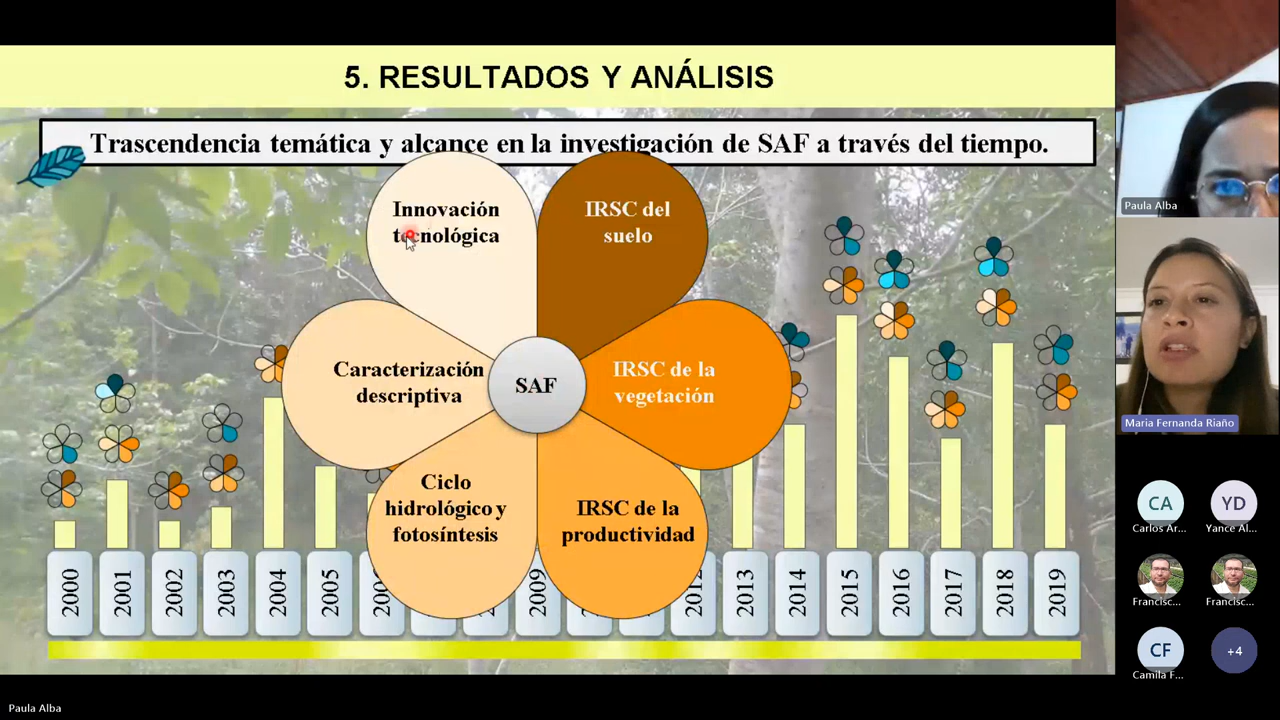 5. RESULTADOS Y ANÁLISIS
Trascendencia temática y alcance en la investigación de SAF a través del tiempo.
Innovación
tecnológica
IRSC del
suelo
Caracterización
descriptiva
SAF
IRSC de la
vegetación
Ciclo
hidrológico y
fotosíntesis
IRSC de la
productividad
2000
2001
2002
2003
2004
2005
2009
2013
2014
2015
2016
2017
2018
2019
Paula Alba
Maria Fernanda Riaño
CA
YD
Carlos Ar...
Yance Al...
Francisc...
Francisc...
CF
+4
Camila F...
Paula Alba